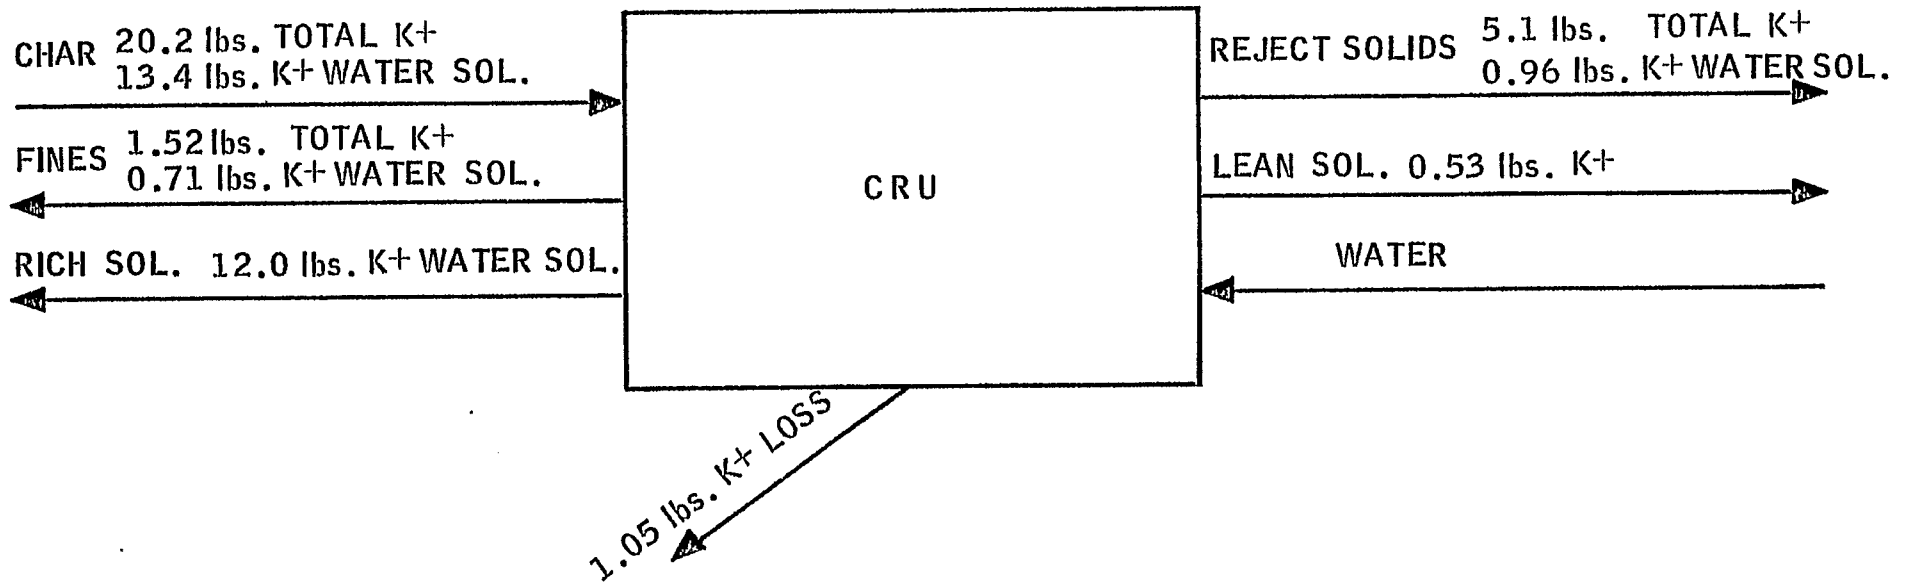 CHAR 20.2 lbs. TOTAL K+
13.4 lbs. K+ WATER SOL.
FINES 1.52 lbs. TOTAL K+
0.71 lbs. K+ WATER SOL.
RICH SOL. 12.0 lbs. K+ WATER SOL.
CRU
REJECT SOLIDS 5.1 lbs. TOTAL K+
0.96 lbs. K+ WATER SOL.
LEAN SOL. 0.53 lbs. K+
WATER
1.05 lbs. K+ LOSS